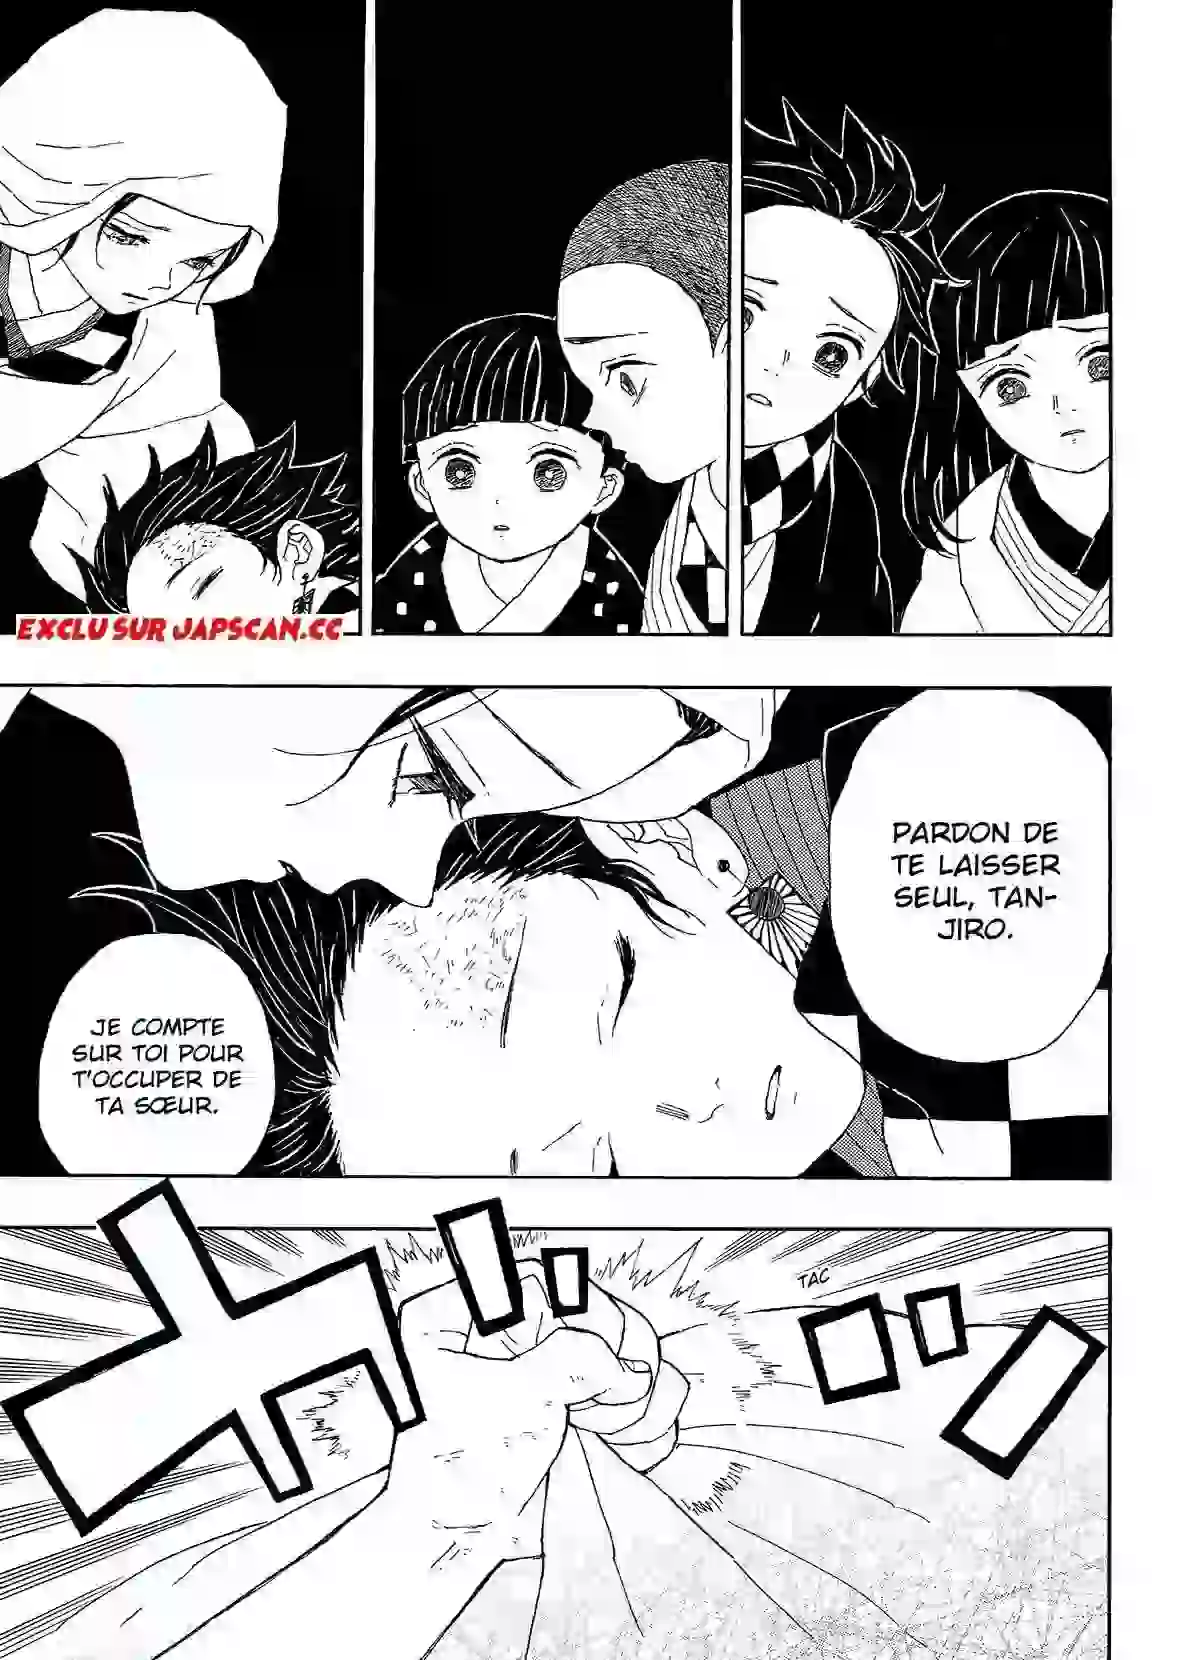 EXCLU SUR JAPSCAN.CC
PARDON DE
TE LAISSER
SEUL, TAN-
JIRO.
JE COMPTE
SUR TOI POUR
T'OCCUPER DE
TA SŒUR.
TAC
ガ